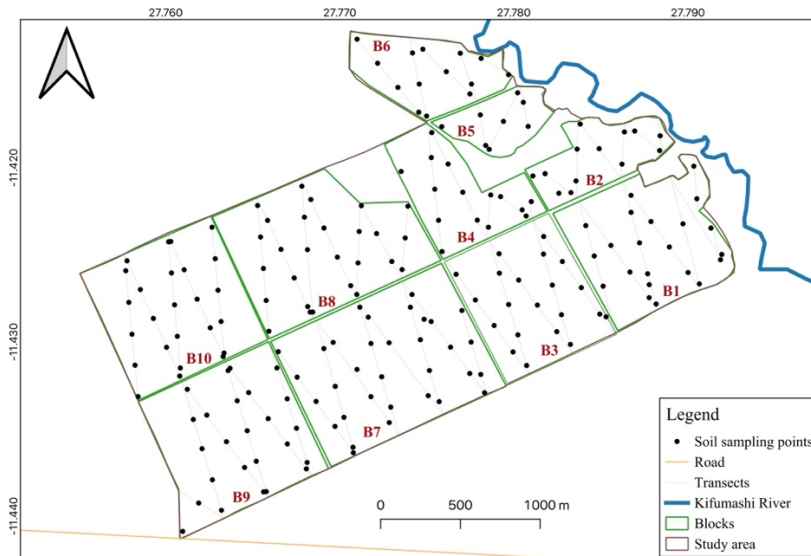 27.760 27.770 27.780 27.790
-11.420
-11.430
-11.440
B6
B5
B2
B4
B1
B8
B3
B10
B7
B9
0 500 1000 m
Legend
Soil sampling points
Road
Transects
Kifumashi River
Blocks
Study area